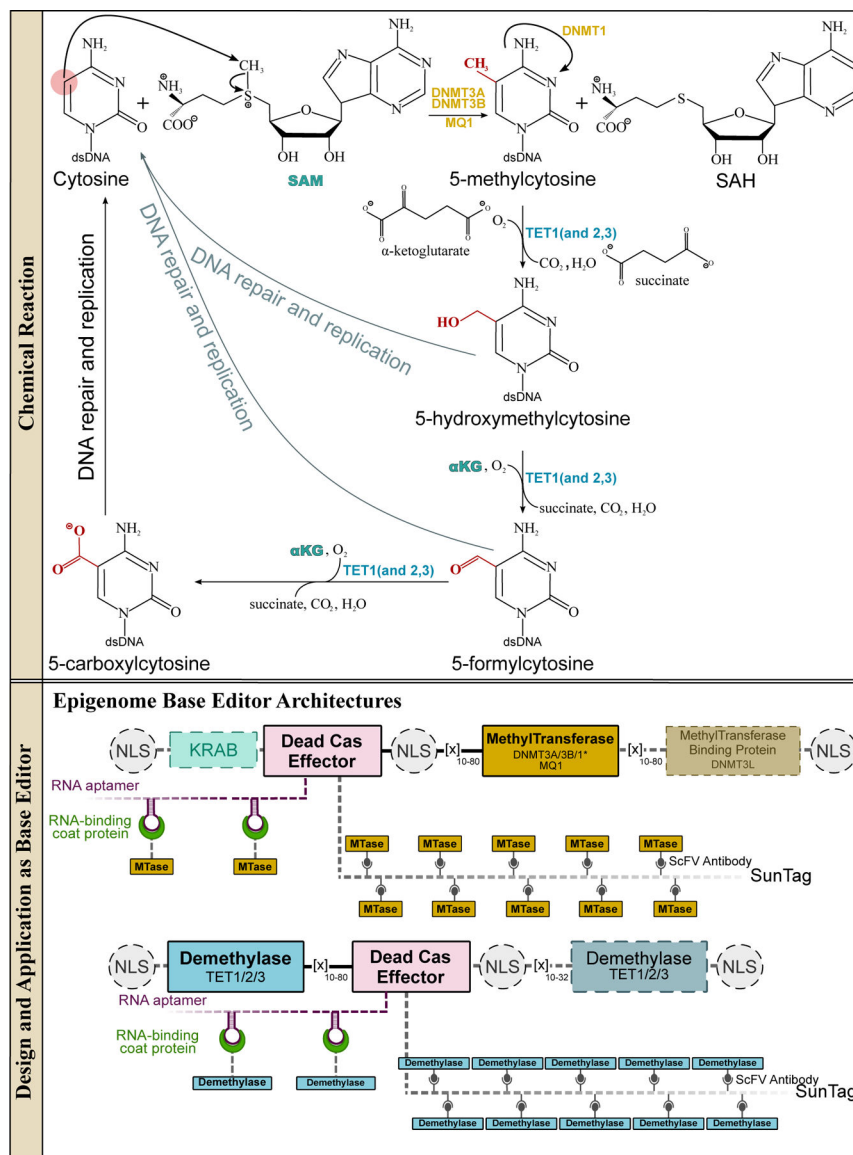 Chemical Reaction
NH₂
N
N
O
dsDNA
Cytosine
+
NH₃
⊕
COO⊖
CH₃
S
⊕
O
OH OH
NH₂
N
N
N
SAM
DNMT3A
DNMT3B
MQ1
DNMT1
NH₂
CH₃
N
N
O
dsDNA
5-methylcytosine
+
⊕
NH₃
COO⊖
S
O
OH OH
NH₂
N
N
N
SAH
DNA repair and replication
DNA repair and replication
DNA repair and replication
O
O
O
O
O
⊖
⊖
α-ketoglutarate
O₂
TET1(and 2,3)
CO₂, H₂O
O
O
O
O
⊖
⊖
succinate
NH₂
HO
N
N
O
dsDNA
5-hydroxymethylcytosine
αKG, O₂
TET1(and 2,3)
succinate, CO₂, H₂O
NH₂
O
N
N
O
dsDNA
5-formylcytosine
αKG, O₂
TET1(and 2,3)
succinate, CO₂, H₂O
⊖O
NH₂
O
N
N
O
dsDNA
5-carboxylcytosine
Design and Application as Base Editor
Epigenome Base Editor Architectures
NLS
KRAB
Dead Cas
Effector
NLS
[x]
10-80
MethylTransferase
DNMT3A/3B/1*
MQ1
[x]
10-80
MethylTransferase
Binding Protein
DNMT3L
NLS
RNA aptamer
RNA-binding
coat protein
MTase
MTase
MTase MTase MTase MTase MTase
ScFV Antibody
SunTag
MTase MTase MTase MTase MTase
NLS
Demethylase
TET1/2/3
[x]
10-80
Dead Cas
Effector
NLS
[x]
10-32
Demethylase
TET1/2/3
NLS
RNA aptamer
RNA-binding
coat protein
Demethylase
Demethylase
Demethylase Demethylase Demethylase Demethylase Demethylase
ScFV Antibody
SunTag
Demethylase Demethylase Demethylase Demethylase Demethylase